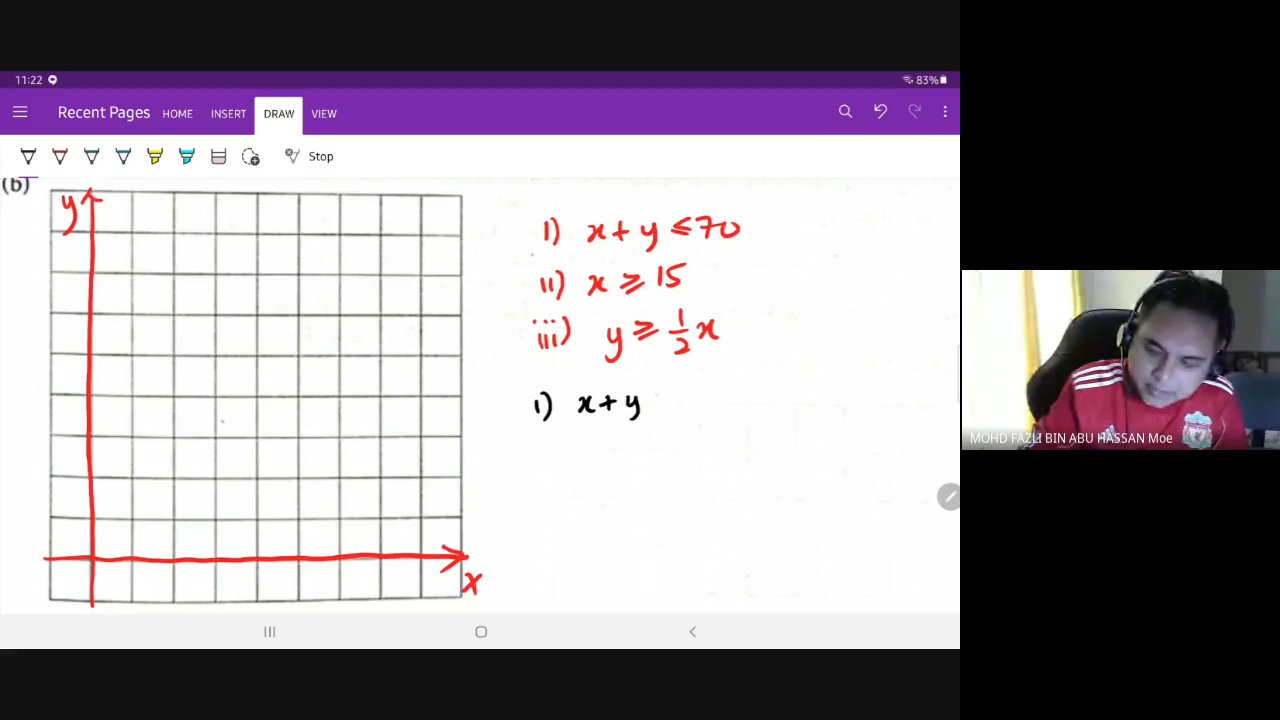 11:22
83%
Recent Pages HOME INSERT DRAW VIEW
Stop
(b)
y
x
i) x + y ≤ 70
ii) x ≥ 15
iii) y ≥ 1/2 x
i) x + y
MOHD FAZLI BIN ABU HASSAN Moe